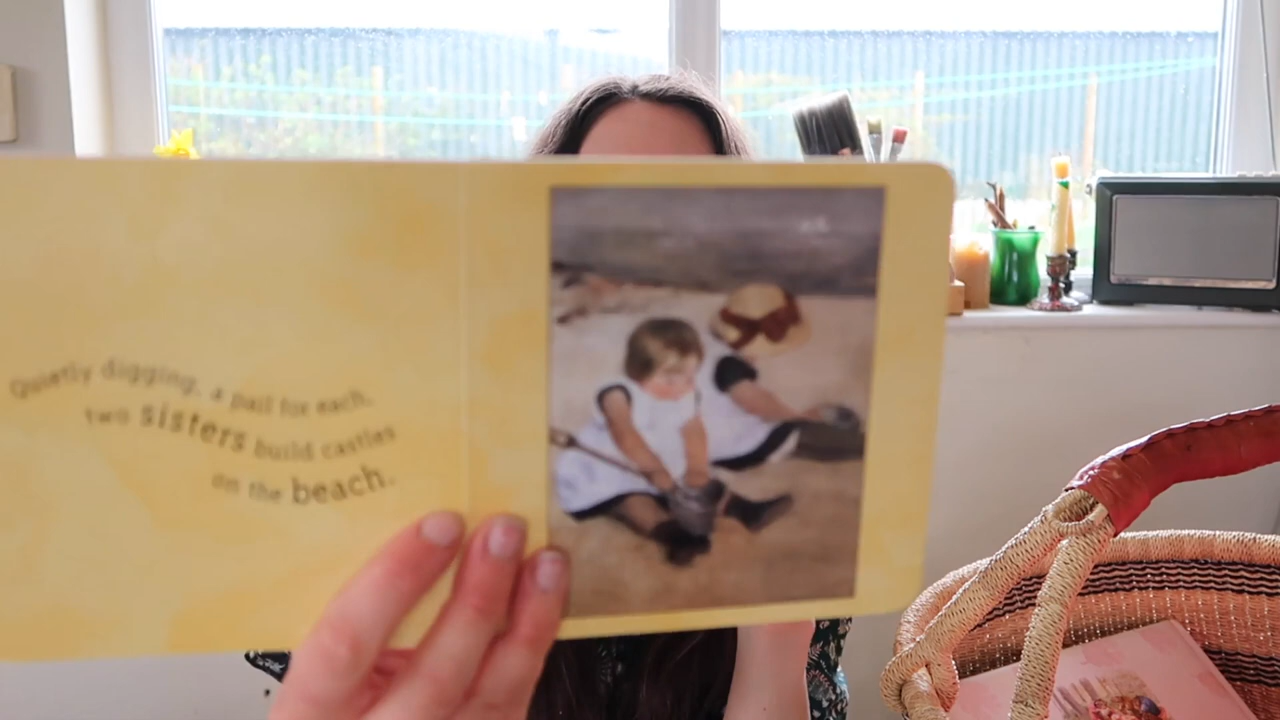 Quietly digging, a pail for each,
two sisters build castles
on the beach.